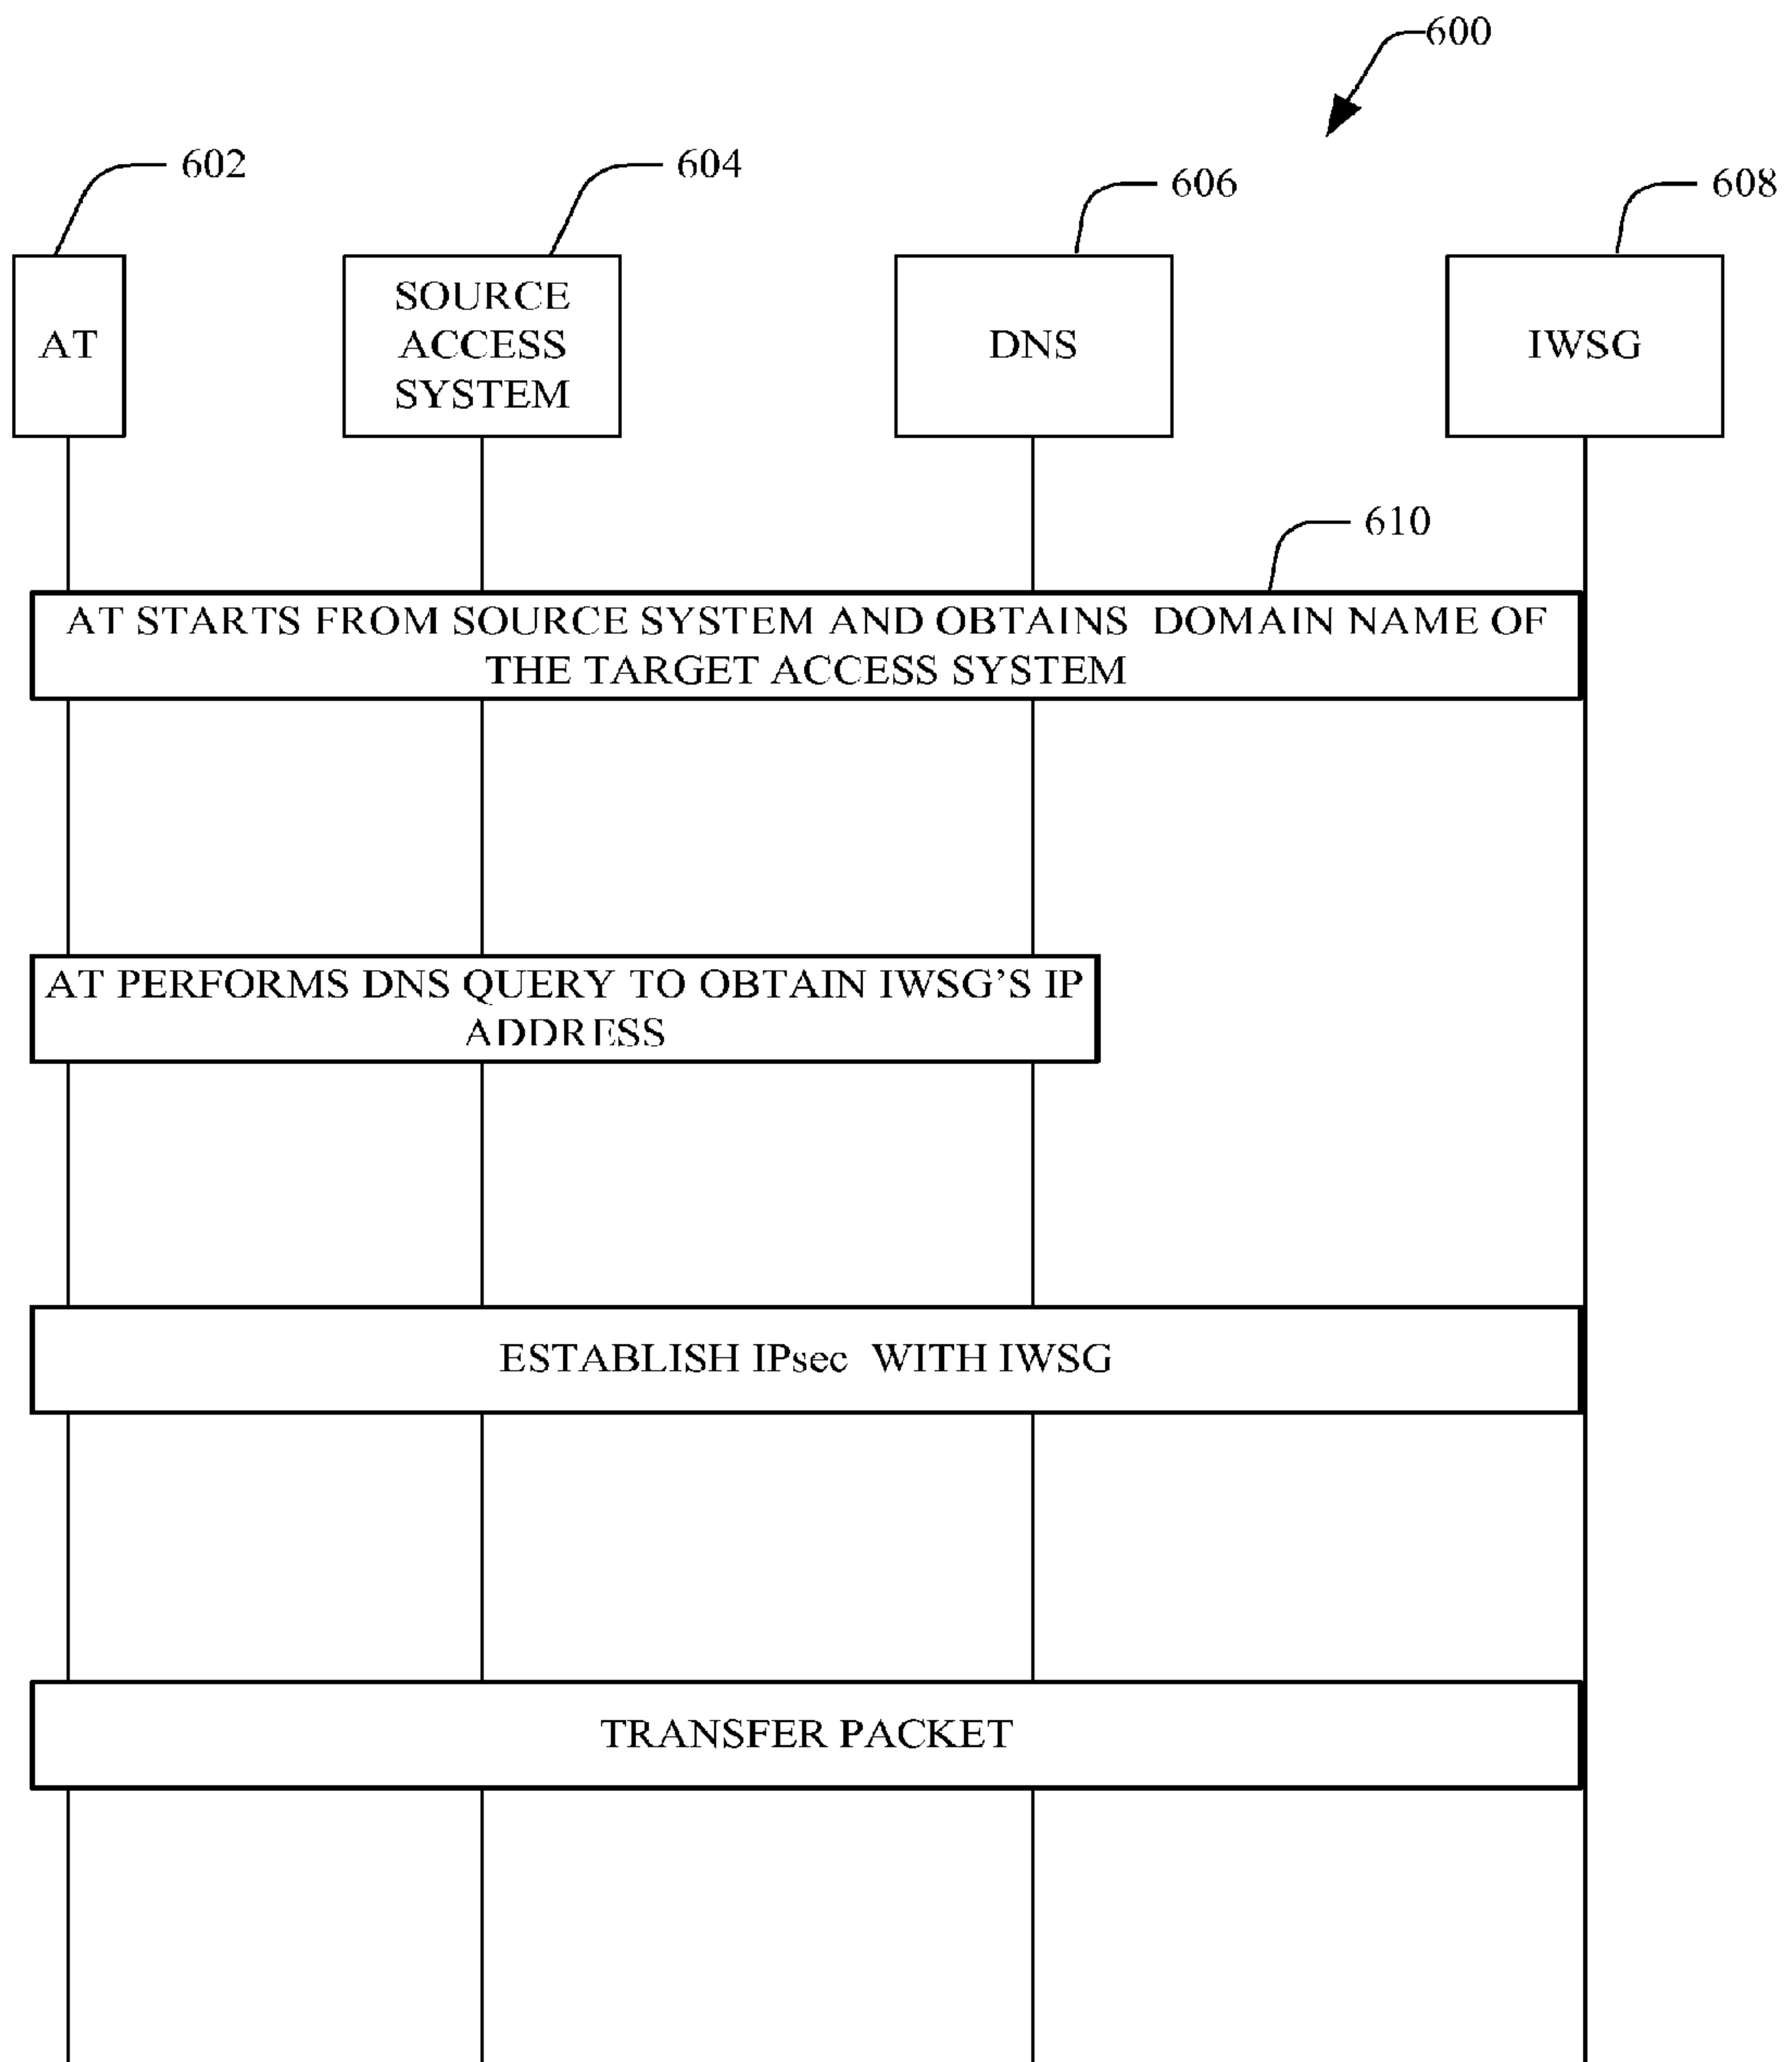 600
602
604
606
608
AT
SOURCE
ACCESS
SYSTEM
DNS
IWSG
610
AT STARTS FROM SOURCE SYSTEM AND OBTAINS DOMAIN NAME OF
THE TARGET ACCESS SYSTEM
AT PERFORMS DNS QUERY TO OBTAIN IWSG'S IP
ADDRESS
ESTABLISH IPsec WITH IWSG
TRANSFER PACKET